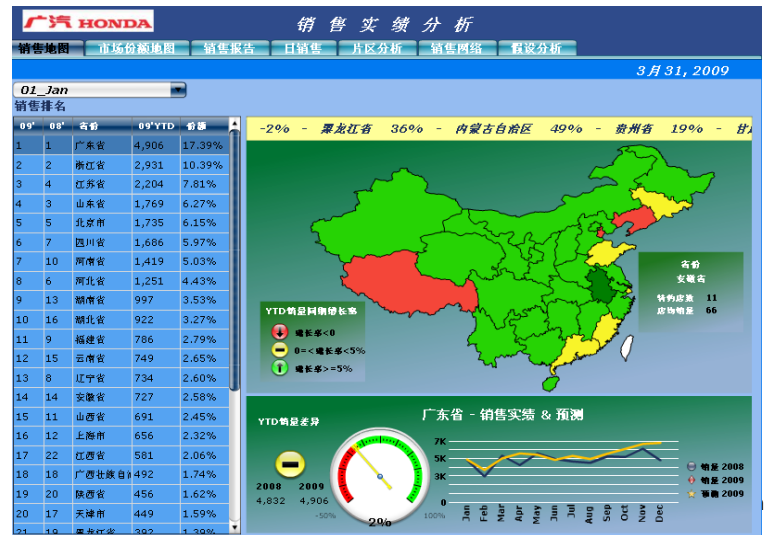 广汽 HONDA
销售实绩分析
销售地图 市场份额地图 销售报告 日销售 片区分析 销售网络 假设分析
3月31, 2009
01_Jan
销售排名
09' 08' 省份 09'YTD 份额
1 1 广东省 4,906 17.39%
2 2 浙江省 2,931 10.39%
3 4 江苏省 2,204 7.81%
4 3 山东省 1,769 6.27%
5 5 北京市 1,735 6.15%
6 7 四川省 1,686 5.97%
7 10 河南省 1,419 5.03%
8 6 河北省 1,251 4.43%
9 13 湖南省 997 3.53%
10 16 湖北省 922 3.27%
11 9 福建省 786 2.79%
12 15 云南省 749 2.65%
13 8 辽宁省 734 2.60%
14 14 安徽省 727 2.58%
15 11 山西省 691 2.45%
16 12 上海市 656 2.32%
17 22 江西省 581 2.06%
18 18 广西壮族自 492 1.74%
19 20 陕西省 456 1.62%
20 17 天津市 449 1.59%
21 19 黑龙江省 392 1.39%
-2% - 黑龙江省 36% - 内蒙古自治区 49% - 贵州省 19% - 甘
省份
安徽省
特约店数 11
店均销量 66
YTD销量同期增长率
增长率<0
0=<增长率<5%
增长率>=5%
YTD销量差异
2008 2009
4,832 4,906
-50% 2% 100%
广东省 - 销售实绩 & 预测
7K
5K
3K
0
Jan Feb Mar Apr May Jun Jul Aug Sep Oct Nov Dec
销量 2008
销量 2009
预测 2009